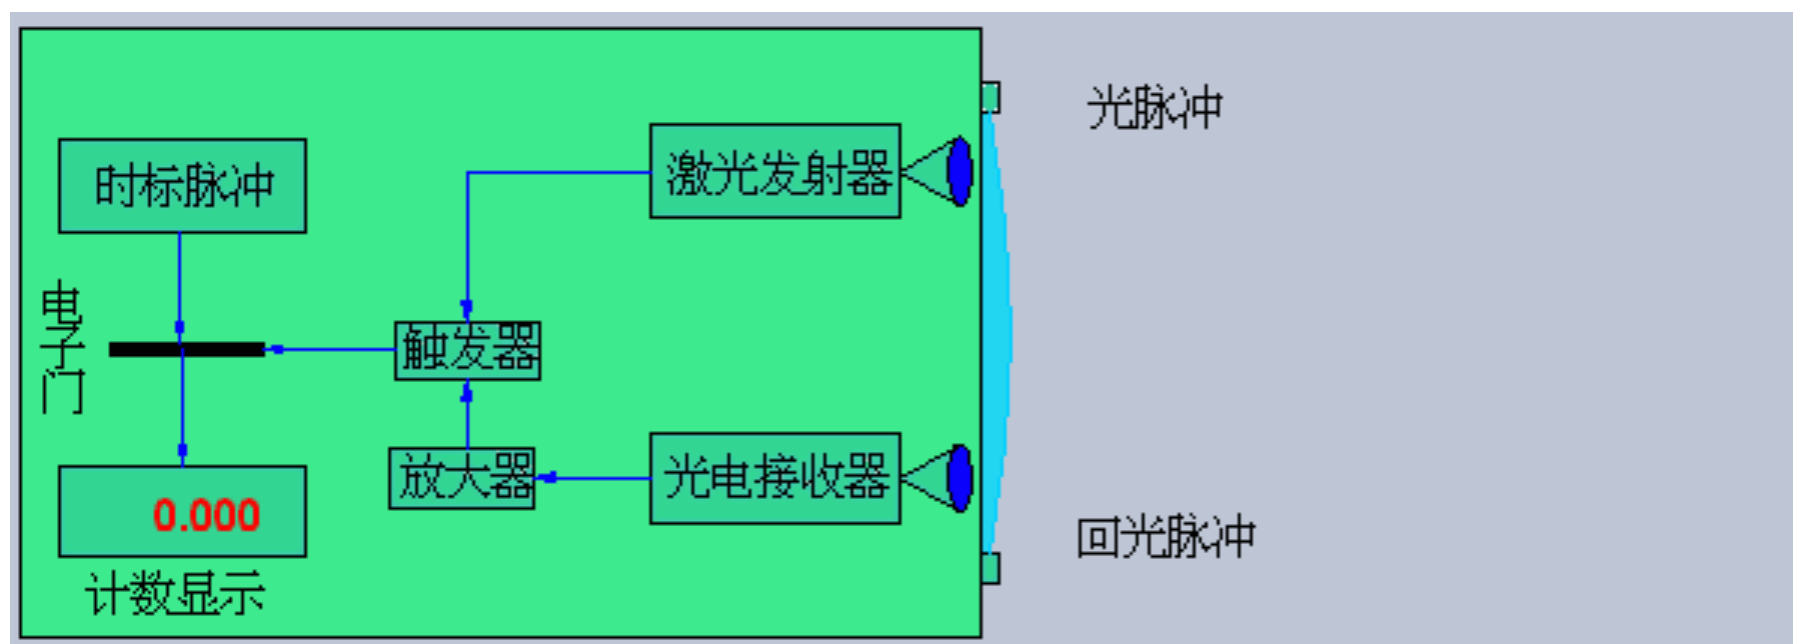 光脉冲
时标脉冲
激光发射器
电子门
触发器
放大器
光电接收器
0.000
回光脉冲
计数显示